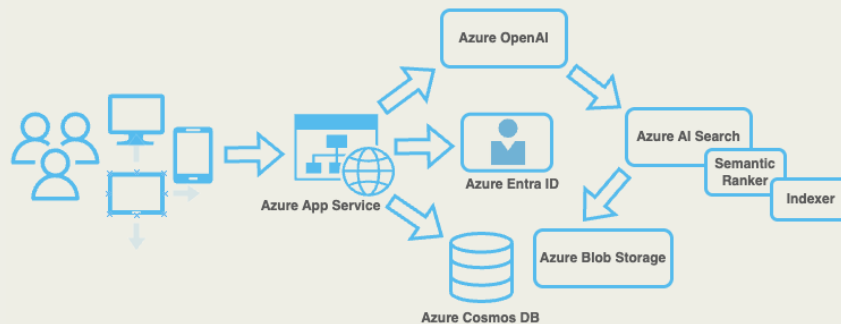 Azure OpenAI
Azure AI Search
Semantic
Ranker
Indexer
Azure Entra ID
Azure App Service
Azure Blob Storage
Azure Cosmos DB